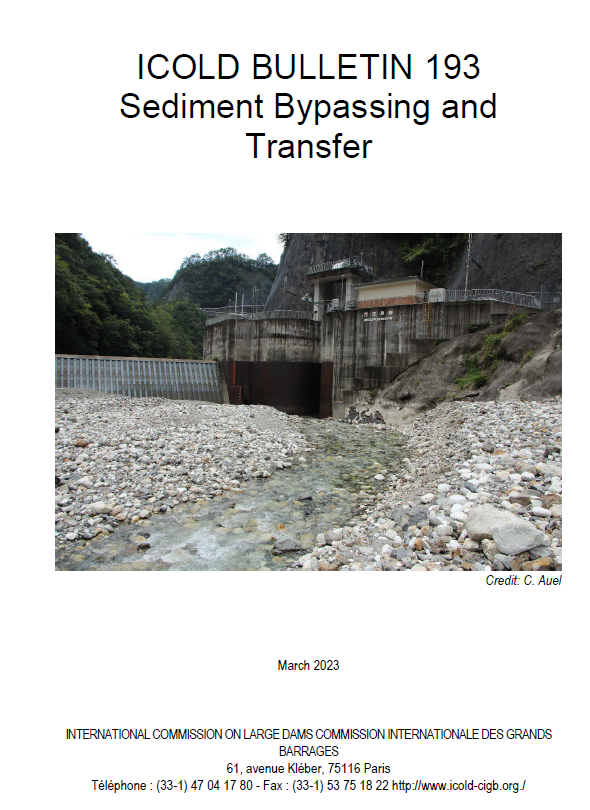 ICOLD BULLETIN 193
Sediment Bypassing and
Transfer
Credit: C. Auel
March 2023
INTERNATIONAL COMMISSION ON LARGE DAMS COMMISSION INTERNATIONALE DES GRANDS
BARRAGES
61, avenue Kléber, 75116 Paris
Téléphone : (33-1) 47 04 17 80 - Fax : (33-1) 53 75 18 22 http://www.icold-cigb.org./